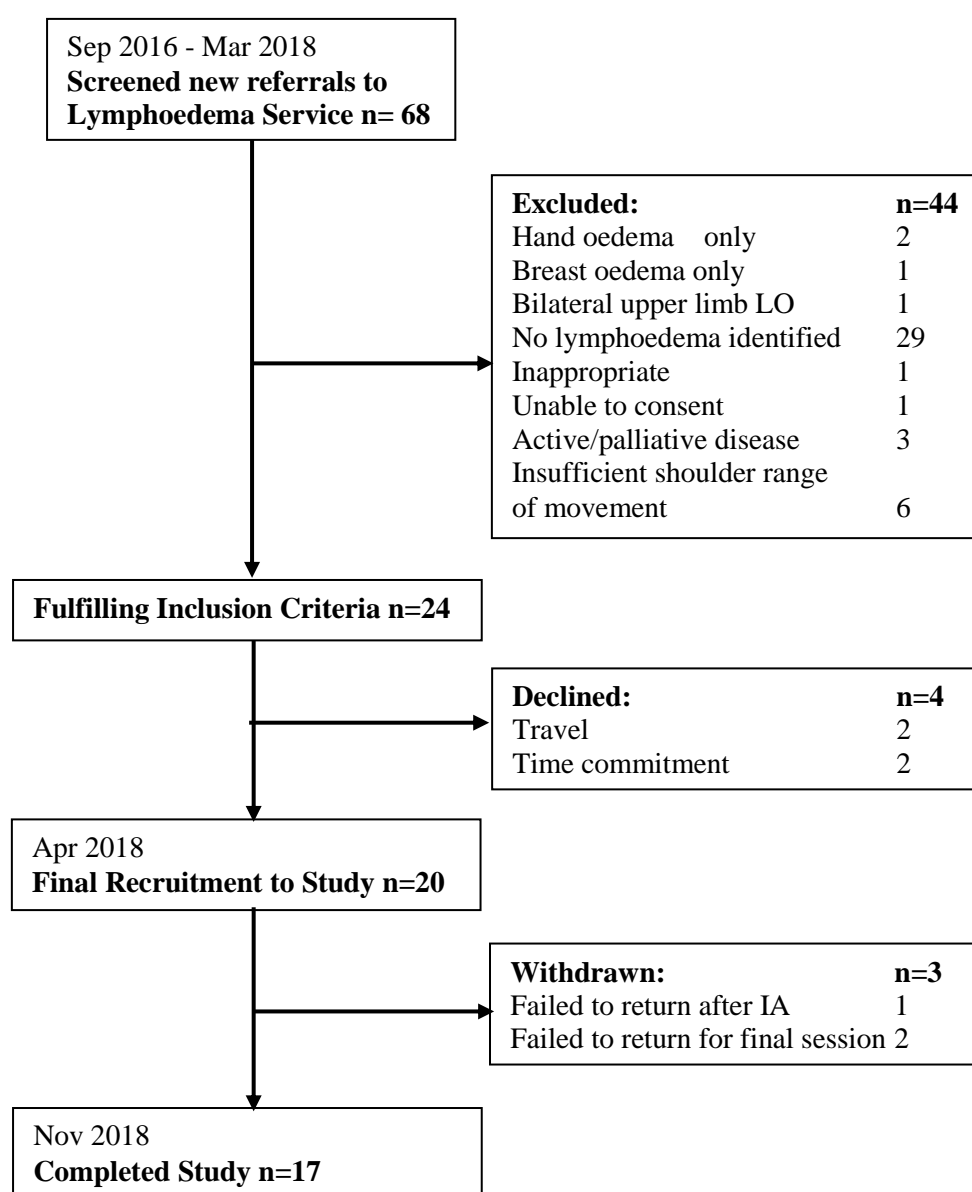 Sep 2016 - Mar 2018
Screened new referrals to
Lymphoedema Service n= 68
Excluded: n=44
Hand oedema only 2
Breast oedema only 1
Bilateral upper limb LO 1
No lymphoedema identified 29
Inappropriate 1
Unable to consent 1
Active/palliative disease 3
Insufficient shoulder range
of movement 6
Fulfilling Inclusion Criteria n=24
Declined: n=4
Travel 2
Time commitment 2
Apr 2018
Final Recruitment to Study n=20
Withdrawn: n=3
Failed to return after IA 1
Failed to return for final session 2
Nov 2018
Completed Study n=17